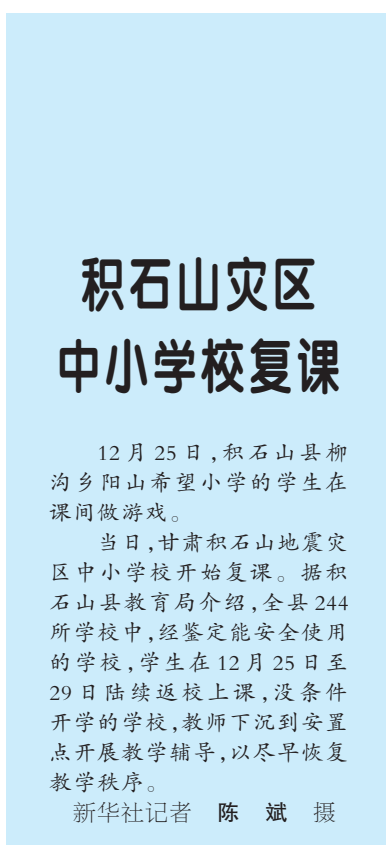 积石山灾区
中小学校复课
12月25日,积石山县柳
沟乡阳山希望小学的学生在
课间做游戏。
当日,甘肃积石山地震灾
区中小学校开始复课。据积
石山县教育局介绍,全县244
所学校中,经鉴定能安全使用
的学校,学生在12月25日至
29日陆续返校上课,没条件
开学的学校,教师下沉到安置
点开展教学辅导,以尽早恢复
教学秩序。
新华社记者 陈 斌 摄